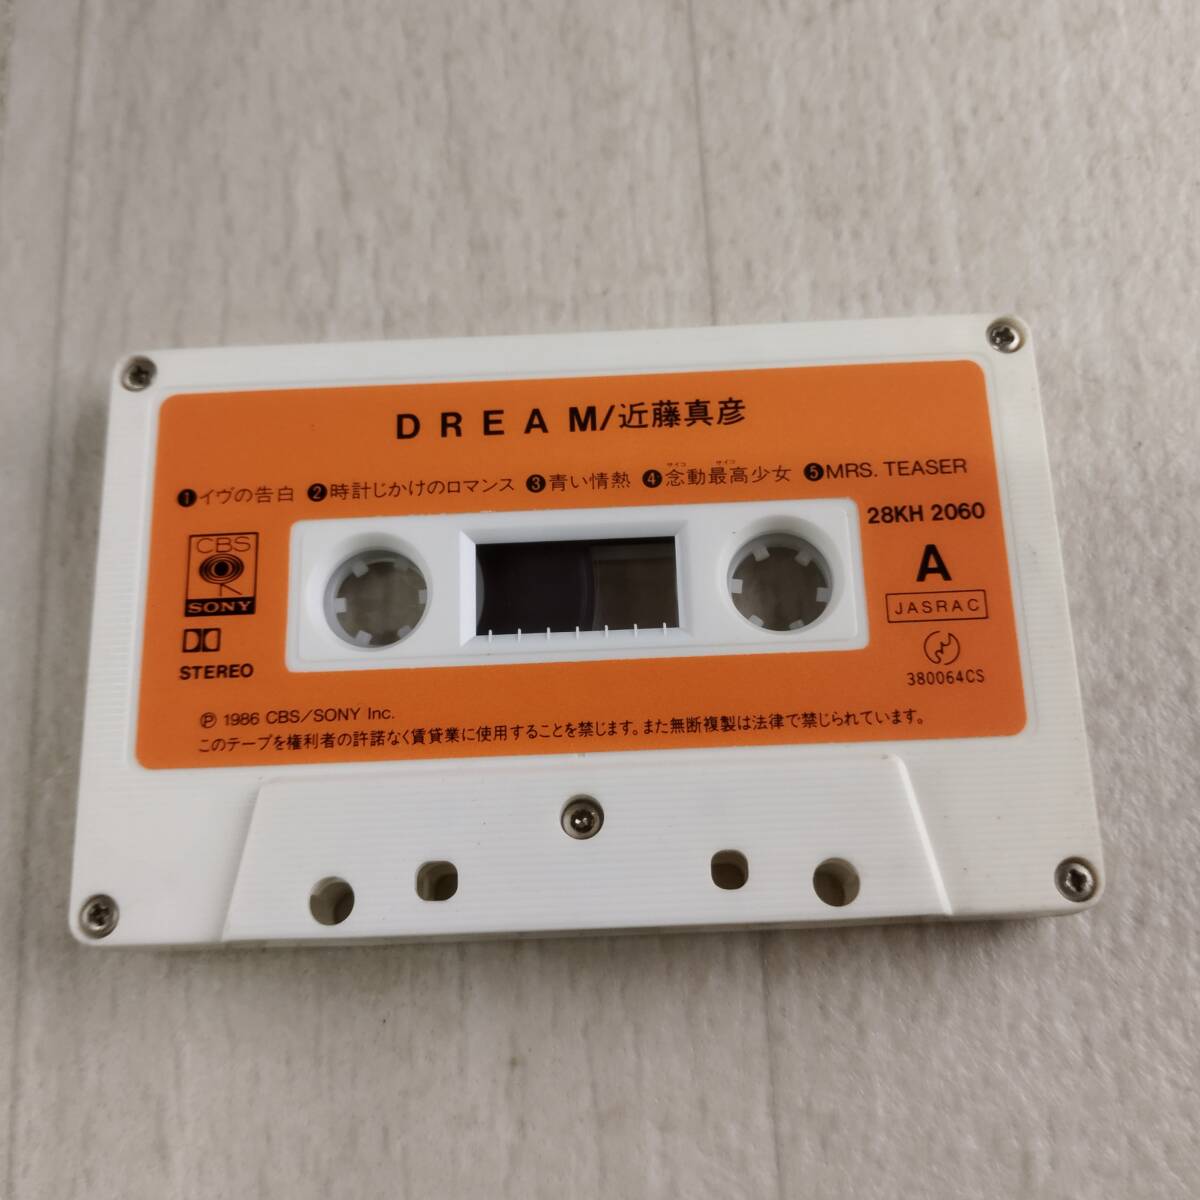 DREAM/近藤真彦
サイコ サイコ
❶イヴの告白 ❷時計じかけのロマンス ❸青い情熱 ❹念動最高少女 ❺MRS. TEASER
28KH 2060
CBS
SONY
A
JASRAC
STEREO
380064CS
Ⓟ 1986 CBS/SONY Inc.
このテープを権利者の許諾なく賃貸業に使用することを禁じます。また無断複製は法律で禁じられています。